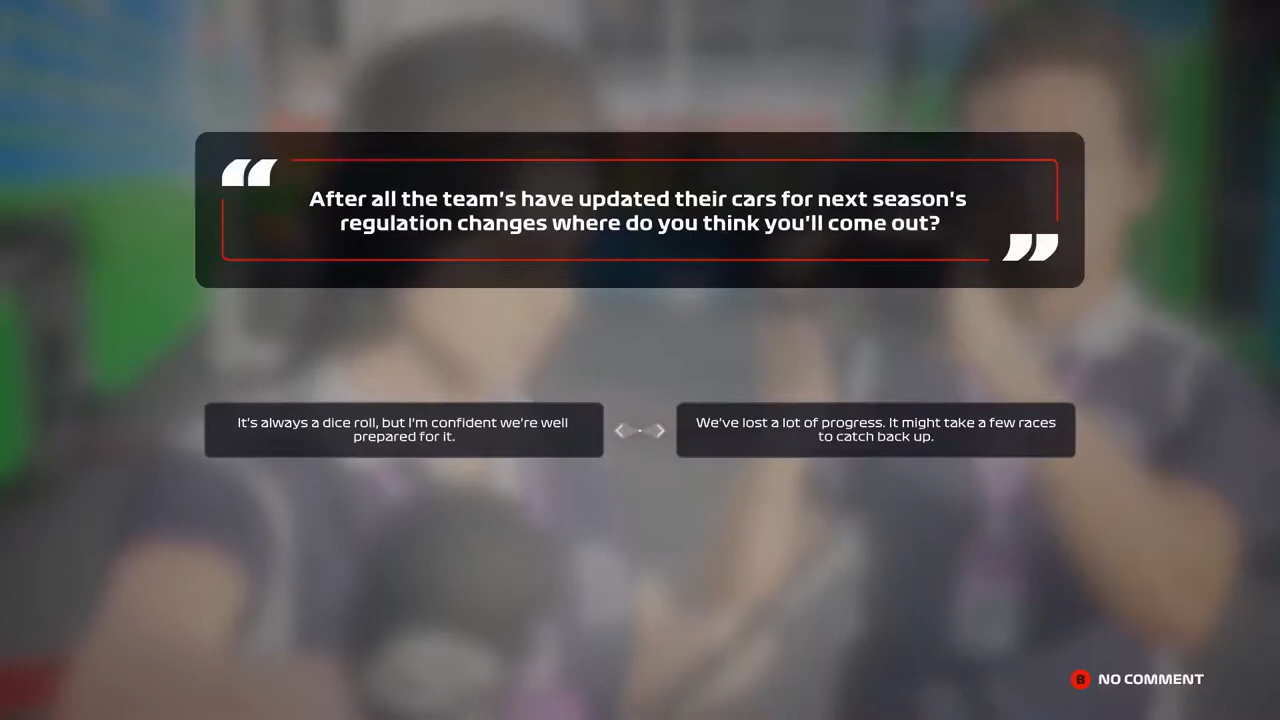 After all the team's have updated their cars for next season's
regulation changes where do you think you'll come out?
It's always a dice roll, but I'm confident we're well
prepared for it.
We've lost a lot of progress. It might take a few races
to catch back up.
B NO COMMENT